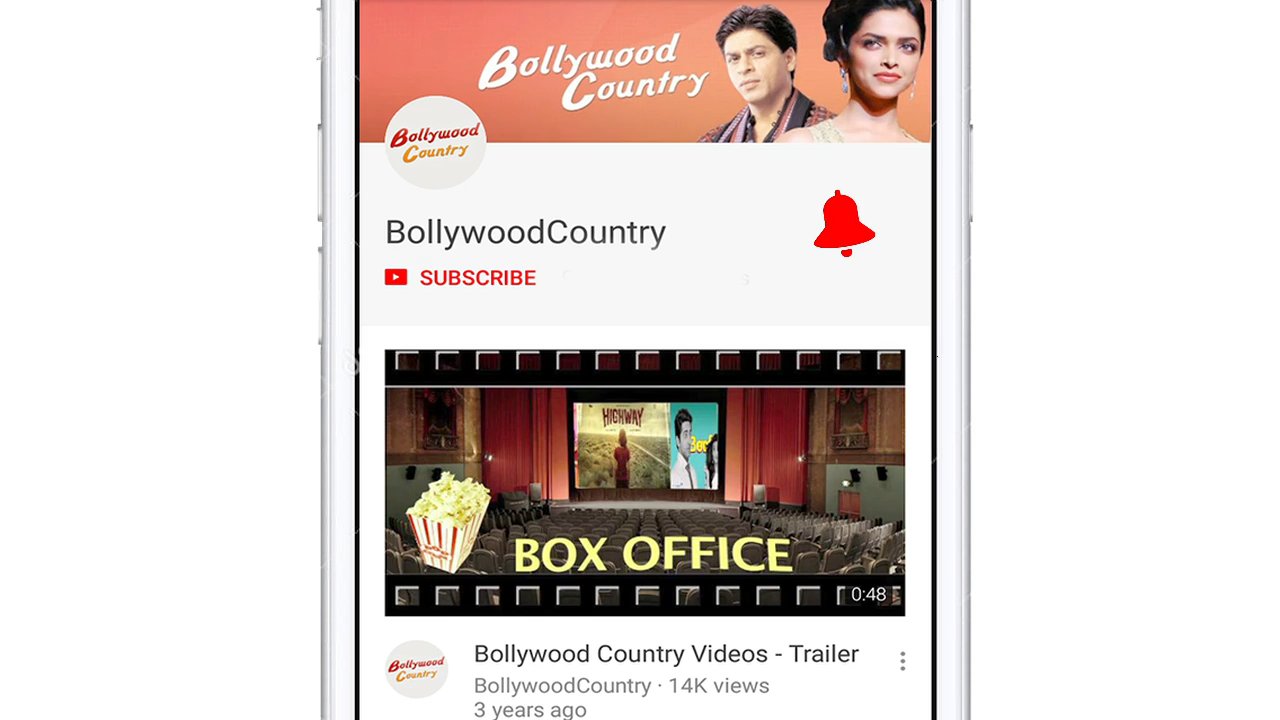 Bollywood
Country
Bollywood
Country
BollywoodCountry
SUBSCRIBE
HIGHWAY
BOX OFFICE
0:48
Bollywood
Country
Bollywood Country Videos - Trailer
BollywoodCountry · 14K views
3 years ago